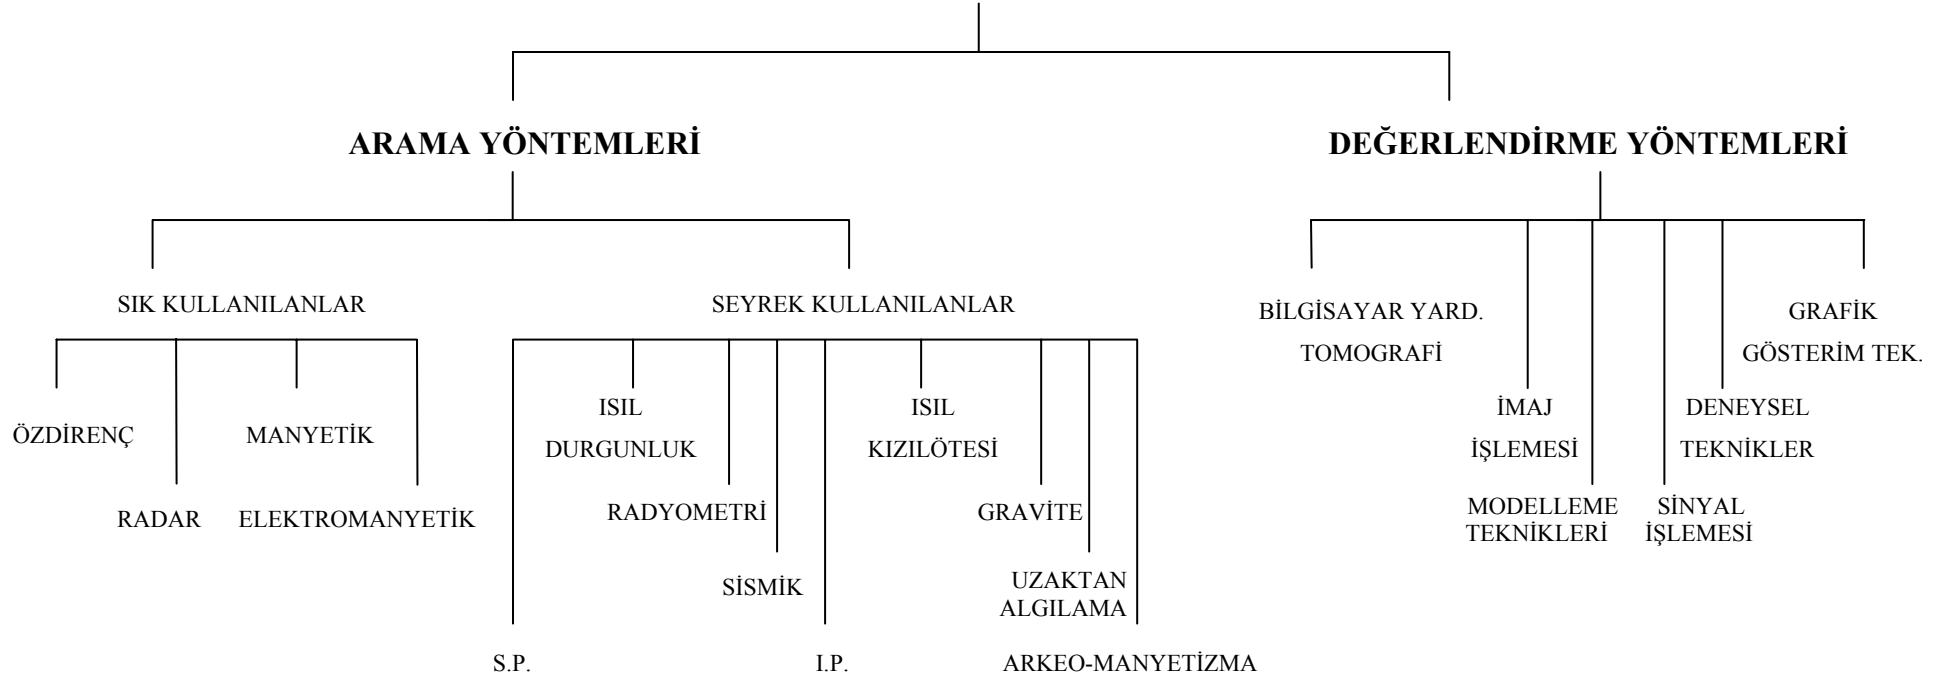 ARAMA YÖNTEMLERİ
DEĞERLENDİRME YÖNTEMLERİ
SIK KULLANILANLAR
SEYREK KULLANILANLAR
BİLGİSAYAR YARD.
TOMOGRAFİ
GRAFİK
GÖSTERİM TEK.
ÖZDİRENÇ
MANYETİK
RADAR
ELEKTROMANYETİK
ISIL
DURGUNLUK
ISIL
KIZILÖTESİ
RADYOMETRİ
GRAVİTE
SİSMİK
UZAKTAN
ALGILAMA
S.P.
I.P.
ARKEO-MANYETİZMA
İMAJ
İŞLEMESİ
DENEYSEL
TEKNİKLER
MODELLEME
TEKNİKLERİ
SİNYAL
İŞLEMESİ